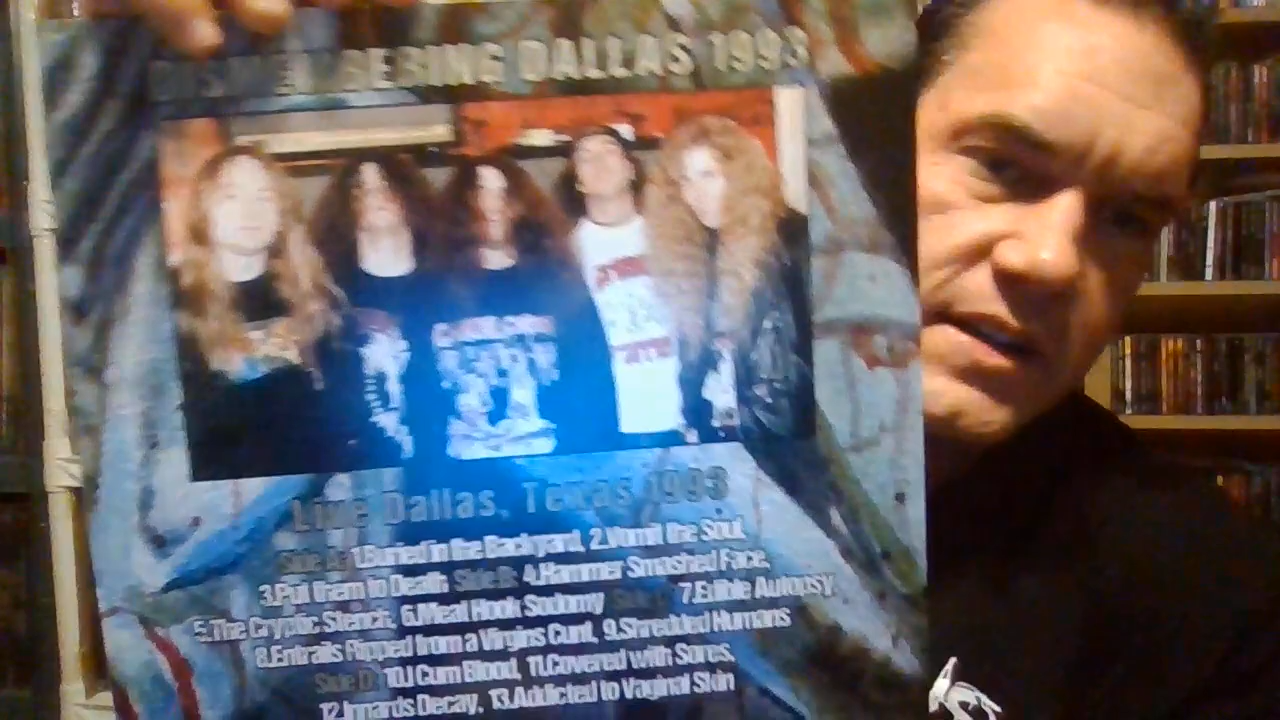 DISMEMBERING DALLAS 1993
Live Dallas, Texas 1993
Side A: 1.Buried in the Backyard, 2.Vomit the Soul,
3.Put them to Death Side B: 4.Hammer Smashed Face,
5.The Cryptic Stench, 6.Meat Hook Sodomy Side C: 7.Edible Autopsy,
8.Entrails Ripped from a Virgins Cunt, 9.Shredded Humans
Side D: 10.I Cum Blood, 11.Covered with Sores,
12.Innards Decay, 13.Addicted to Vaginal Skin